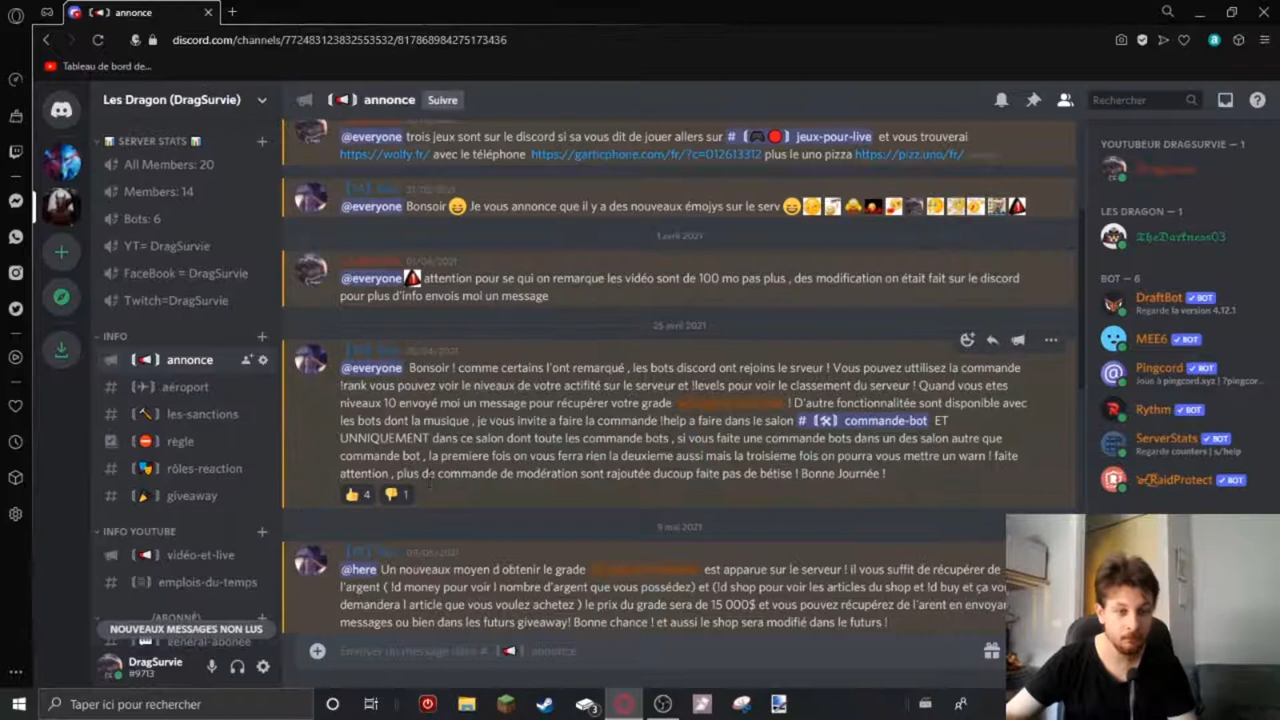 annonce
discord.com/channels/772483123832553532/817868984275173436
Tableau de bord de...
Les Dragon (DragSurvie)
annonce
Suivre
Rechercher
SERVER STATS
All Members: 20
Members: 14
Bots: 6
YT= DragSurvie
FaceBook = DragSurvie
Twitch=DragSurvie
INFO
annonce
aéroport
les-sanctions
règle
rôles-reaction
giveaway
INFO YOUTUBE
vidéo-et-live
emplois-du-temps
(ABONNÉ)
NOUVEAUX MESSAGES NON LUS
général-abonée
DragSurvie
#9713
@everyone trois jeux sont sur le discord si sa vous dit de jouer allers sur # jeux-pour-live et vous trouverai
https://wolfy.fr/ avec le téléphone https://garticphone.com/fr/?c=012613312 plus le uno pizza https://pizz.uno/fr/
@everyone Bonsoir Je vous annonce que il y a des nouveaux émojys sur le serv
1 avril 2021
01/04/2021
@everyone attention pour se qui on remarque les vidéo sont de 100 mo pas plus , des modification on était fait sur le discord
pour plus d'info envois moi un message
25 avril 2021
25/04/2021
@everyone Bonsoir ! comme certains l'ont remarqué , les bots discord ont rejoins le srveur ! Vous pouvez uttilisez la commande
!rank vous pouvez voir le niveaux de votre actifité sur le serveur et !levels pour voir le classement du serveur ! Quand vous etes
niveaux 10 envoyé moi un message pour récupérer votre grade ! D'autre fonctionnalitée sont disponible avec
les bots dont la musique , je vous invite a faire la commande !help a faire dans le salon # commande-bot ET
UNNIQUEMENT dans ce salon dont toute les commande bots , si vous faite une commande bots dans un des salon autre que
commande bot , la premiere fois on vous ferra rien la deuxieme aussi mais la troisieme fois on pourra vous mettre un warn ! faite
attention , plus de commande de modération sont rajoutée ducoup faite pas de bétise ! Bonne Journée !
4
1
9 mai 2021
09/05/2021
@here Un nouveaux moyen d obtenir le grade est apparue sur le serveur ! il vous suffit de récupérer de
l'argent ( !d money pour voir l nombre d'argent que vous possédez) et (!d shop pour voir les articles du shop et !d buy et ça vou
demandera l article que vous voulez achetez ) le prix du grade sera de 15 000$ et vous pouvez récupérez de l'arent en envoyan
messages ou bien dans les futurs giveaway! Bonne chance ! et aussi le shop sera modifié dans le futurs !
Envoyer un message dans # annonce
YOUTUBEUR DRAGSURVIE — 1
LES DRAGON — 1
TheDarkness03
BOT — 6
DraftBot BOT
Regarde la version 4.12.1
MEE6 BOT
Pingcord BOT
Joue à pingcord.xyz | 7pingcor...
Rythm BOT
ServerStats BOT
Regarde counters | s/help
RaidProtect BOT
Taper ici pour rechercher
3